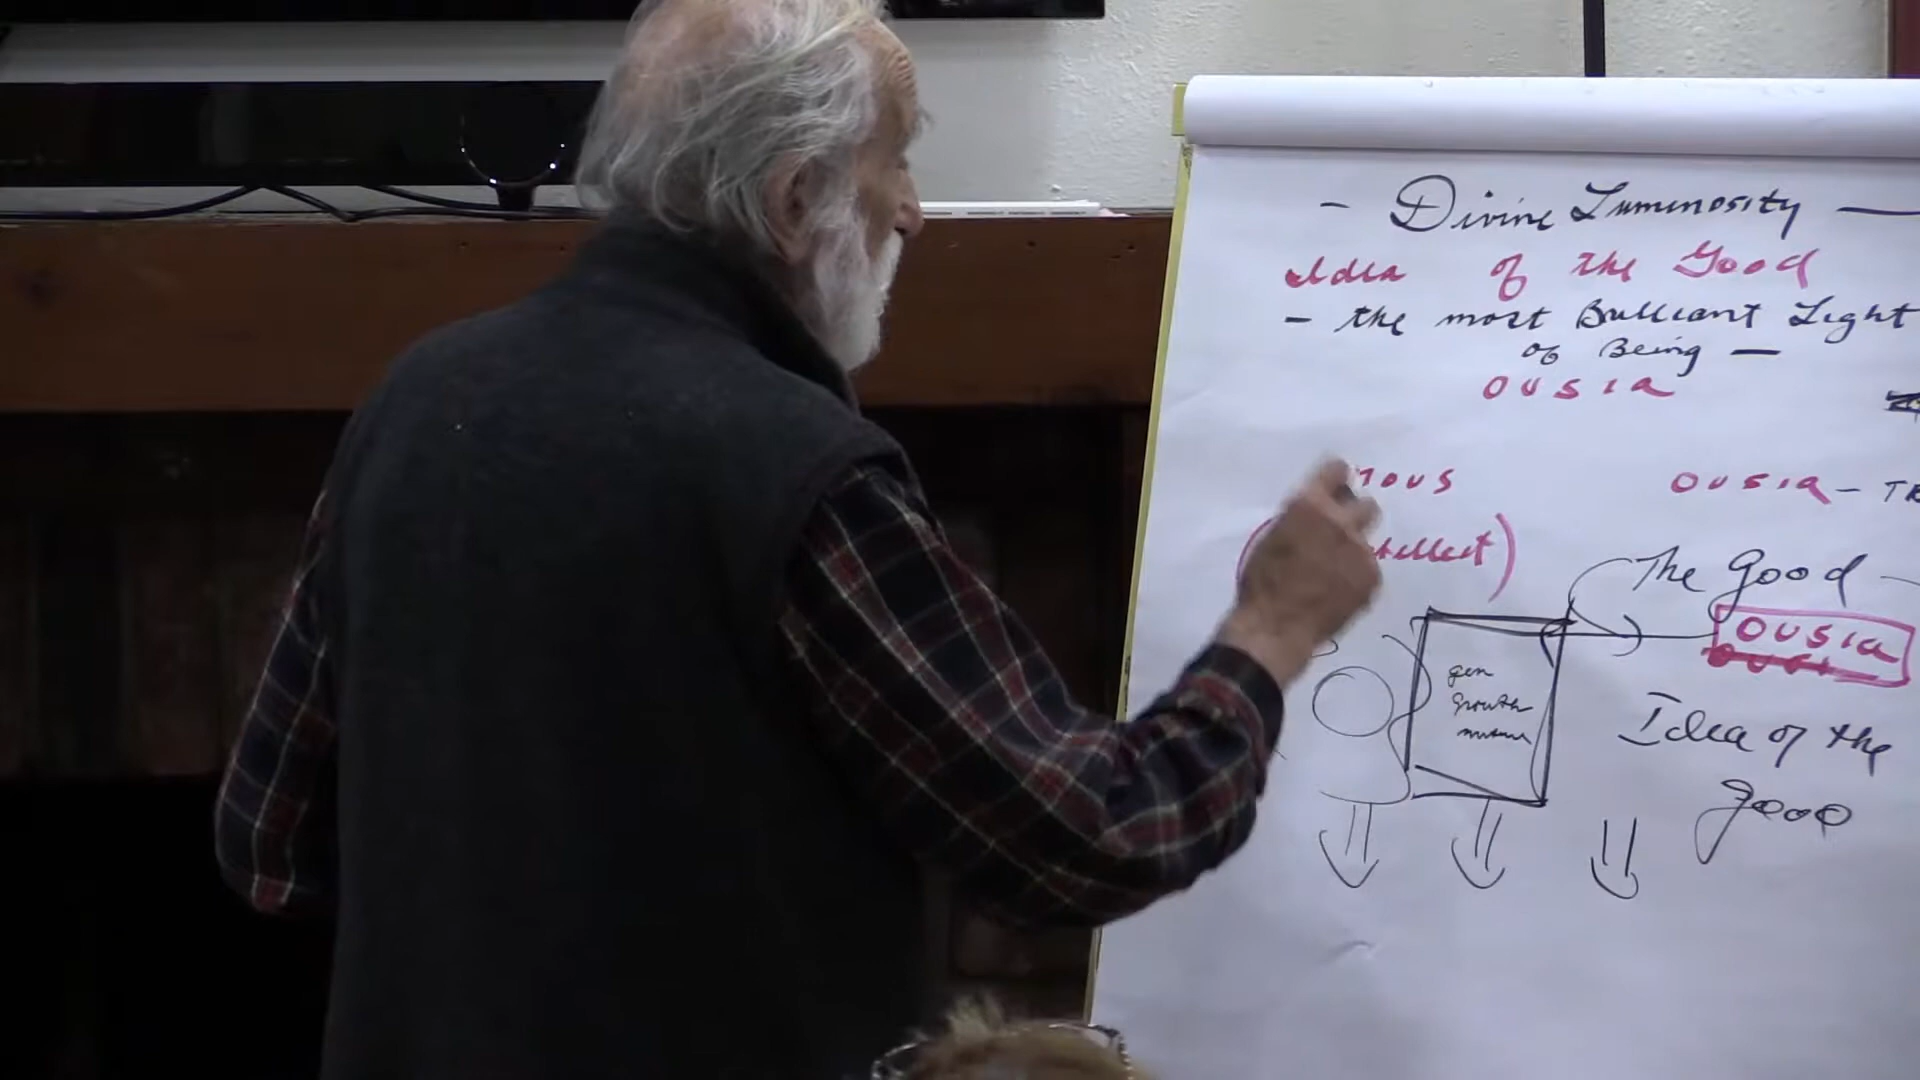 - Divine Luminosity —
Idea of the Good
- the most Brilliant Light
of Being —
OUSIA
nous
OUSIA -
The Good
OUSIA
gen
Growth
Idea of the
good